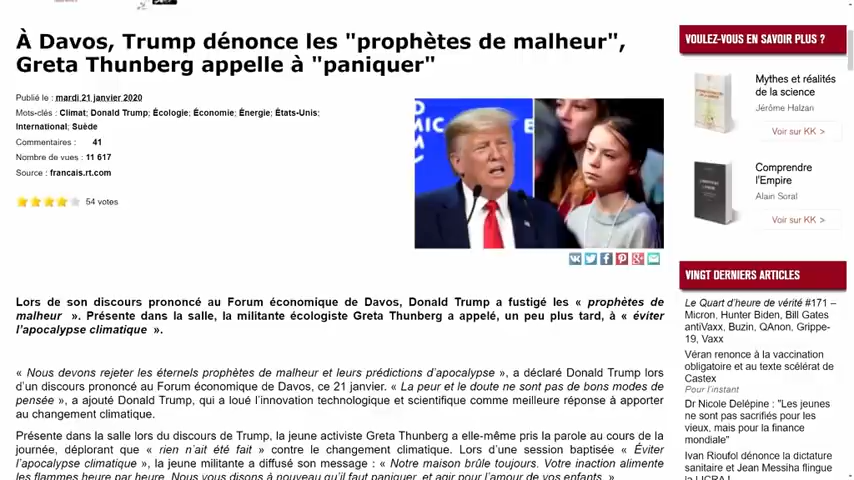 À Davos, Trump dénonce les "prophètes de malheur",
Greta Thunberg appelle à "paniquer"
Publié le : mardi 21 janvier 2020
Mots-clés : Climat; Donald Trump; Écologie; Économie; Énergie; États-Unis;
International; Suède
Commentaires : 41
Nombre de vues : 11 617
Source : francais.rt.com
54 votes
Lors de son discours prononcé au Forum économique de Davos, Donald Trump a fustigé les « prophètes de
malheur ». Présente dans la salle, la militante écologiste Greta Thunberg a appelé, un peu plus tard, à « éviter
l'apocalypse climatique ».
« Nous devons rejeter les éternels prophètes de malheur et leurs prédictions d'apocalypse », a déclaré Donald Trump lors
d'un discours prononcé au Forum économique de Davos, ce 21 janvier. « La peur et le doute ne sont pas de bons modes de
pensée », a ajouté Donald Trump, qui a loué l'innovation technologique et scientifique comme meilleure réponse à apporter
au changement climatique.
Présente dans la salle lors du discours de Trump, la jeune activiste Greta Thunberg a elle-même pris la parole au cours de la
journée, déplorant que « rien n'ait été fait » contre le changement climatique. Lors d'une session baptisée « Éviter
l'apocalypse climatique », la jeune militante a diffusé son message : « Notre maison brûle toujours. Votre inaction alimente
les flammes heure par heure. Nous vous disons à nouveau qu'il faut paniquer, et agir pour l'amour de vos enfants. »
VOULEZ-VOUS EN SAVOIR PLUS ?
Mythes et réalités
de la science
Jérôme Halzan
Voir sur KK >
Comprendre
l'Empire
Alain Soral
Voir sur KK >
VINGT DERNIERS ARTICLES
Le Quart d'heure de vérité #171 –
Micron, Hunter Biden, Bill Gates
antiVaxx, Buzin, QAnon, Grippe-
19, Vaxx
Véran renonce à la vaccination
obligatoire et au texte scélérat de
Castex
Pour l'instant
Dr Nicole Delépine : "Les jeunes
ne sont pas sacrifiés pour les
vieux, mais pour la finance
mondiale"
Ivan Rioufol dénonce la dictature
sanitaire et Jean Messiha flingue
la LICRA !